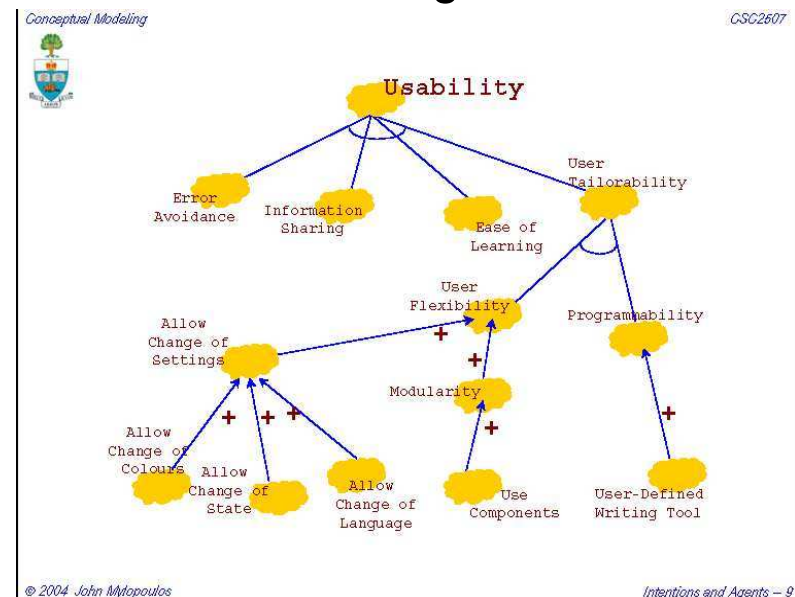 Conceptual Modeling
CSC2507
Usability
User
Tailorability
Error
Avoidance
Information
Sharing
Ease of
Learning
User
Flexibility
Programmability
Allow
Change of
Settings
+
+
Modularity
+
+
+
+
+
Allow
Change of
Colours
Allow
Change of
State
Allow
Change of
Language
Use
Components
User-Defined
Writing Tool
© 2004 John Mylopoulos
Intentions and Agents – 9